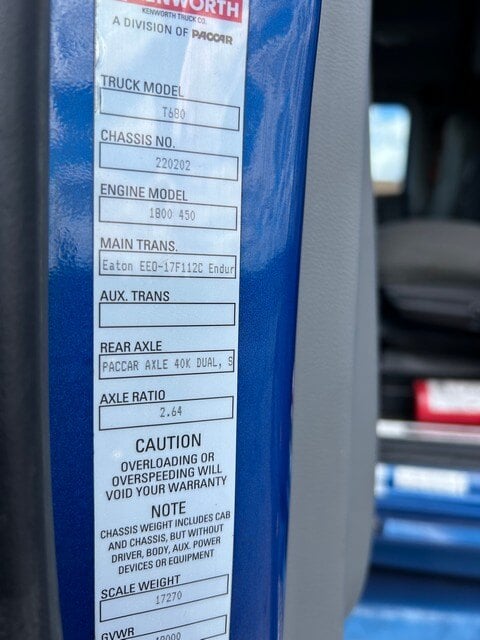 KENWORTH
KENWORTH TRUCK CO.
A DIVISION OF PACCAR
TRUCK MODEL
T680
CHASSIS NO.
220202
ENGINE MODEL
1800 450
MAIN TRANS.
Eaton EEO-17F112C Endur
AUX. TRANS
REAR AXLE
PACCAR AXLE 40K DUAL, S
AXLE RATIO
2.64
CAUTION
OVERLOADING OR
OVERSPEEDING WILL
VOID YOUR WARRANTY
NOTE
CHASSIS WEIGHT INCLUDES CAB
AND CHASSIS, BUT WITHOUT
DRIVER, BODY, AUX. POWER
DEVICES OR EQUIPMENT
SCALE WEIGHT
17270
GVWR